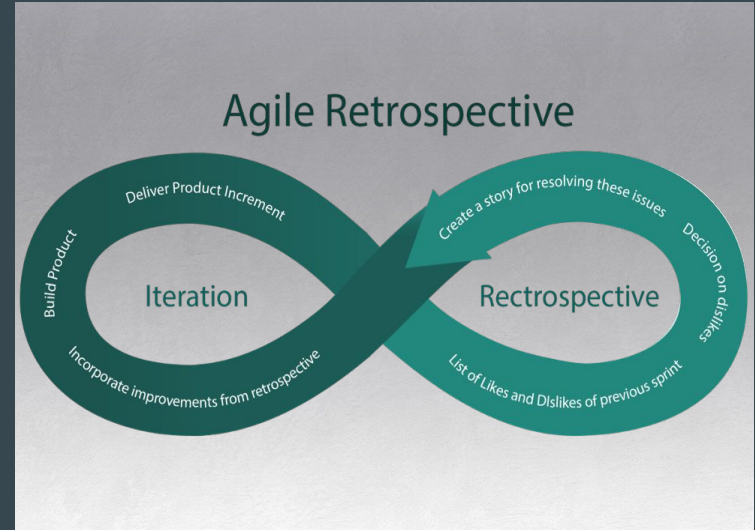 Agile Retrospective
Deliver Product Increment
Create a story for resolving these issues
Build Product
Decision on dislikes
Iteration
Rectrospective
Incorporate improvements from retrospective
List of Likes and DIslikes of previous sprint